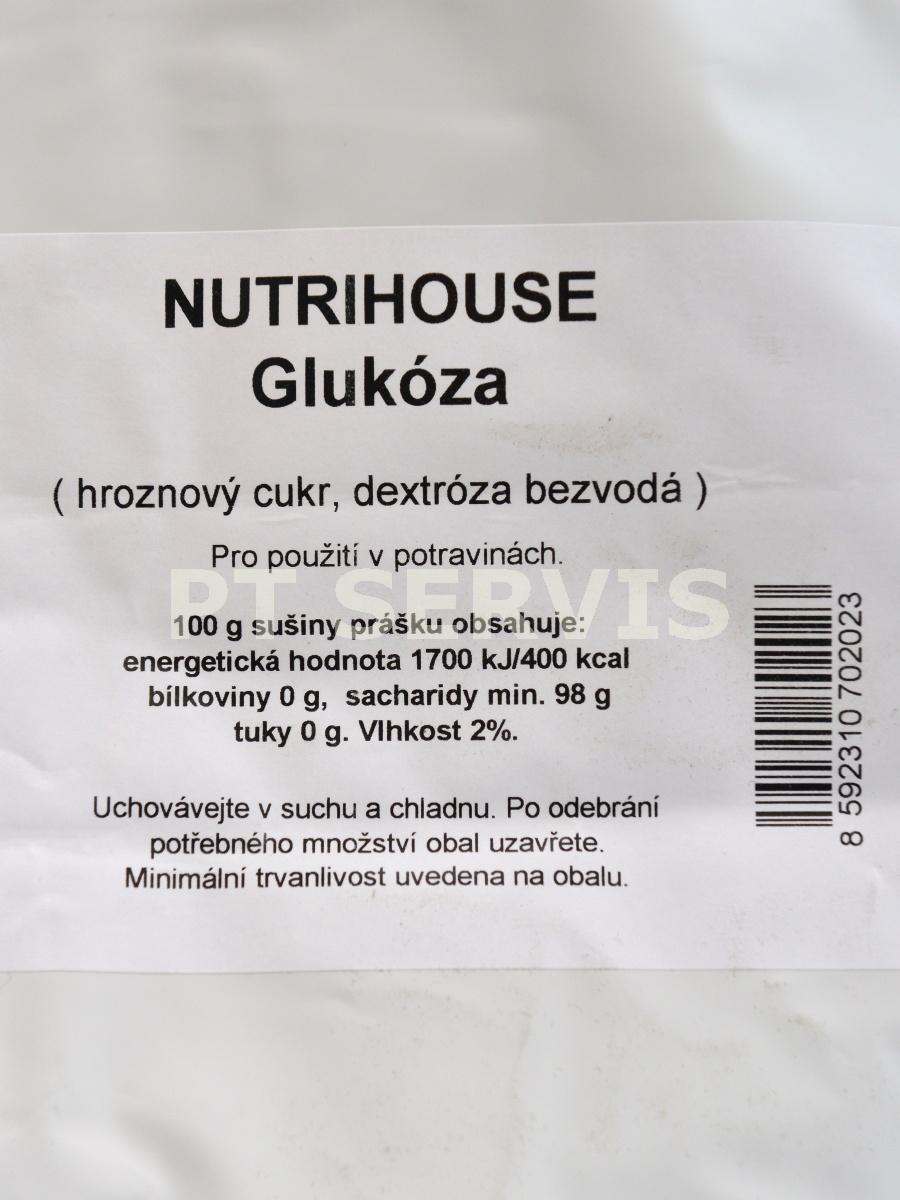 NUTRIHOUSE
Glukóza
( hroznový cukr, dextróza bezvodá )
Pro použití v potravinách.
PT SERVIS
100 g sušiny prášku obsahuje:
energetická hodnota 1700 kJ/400 kcal
bílkoviny 0 g, sacharidy min. 98 g
tuky 0 g. Vlhkost 2%.
Uchovávejte v suchu a chladnu. Po odebrání
potřebného množství obal uzavřete.
Minimální trvanlivost uvedena na obalu.
8 592310 702023